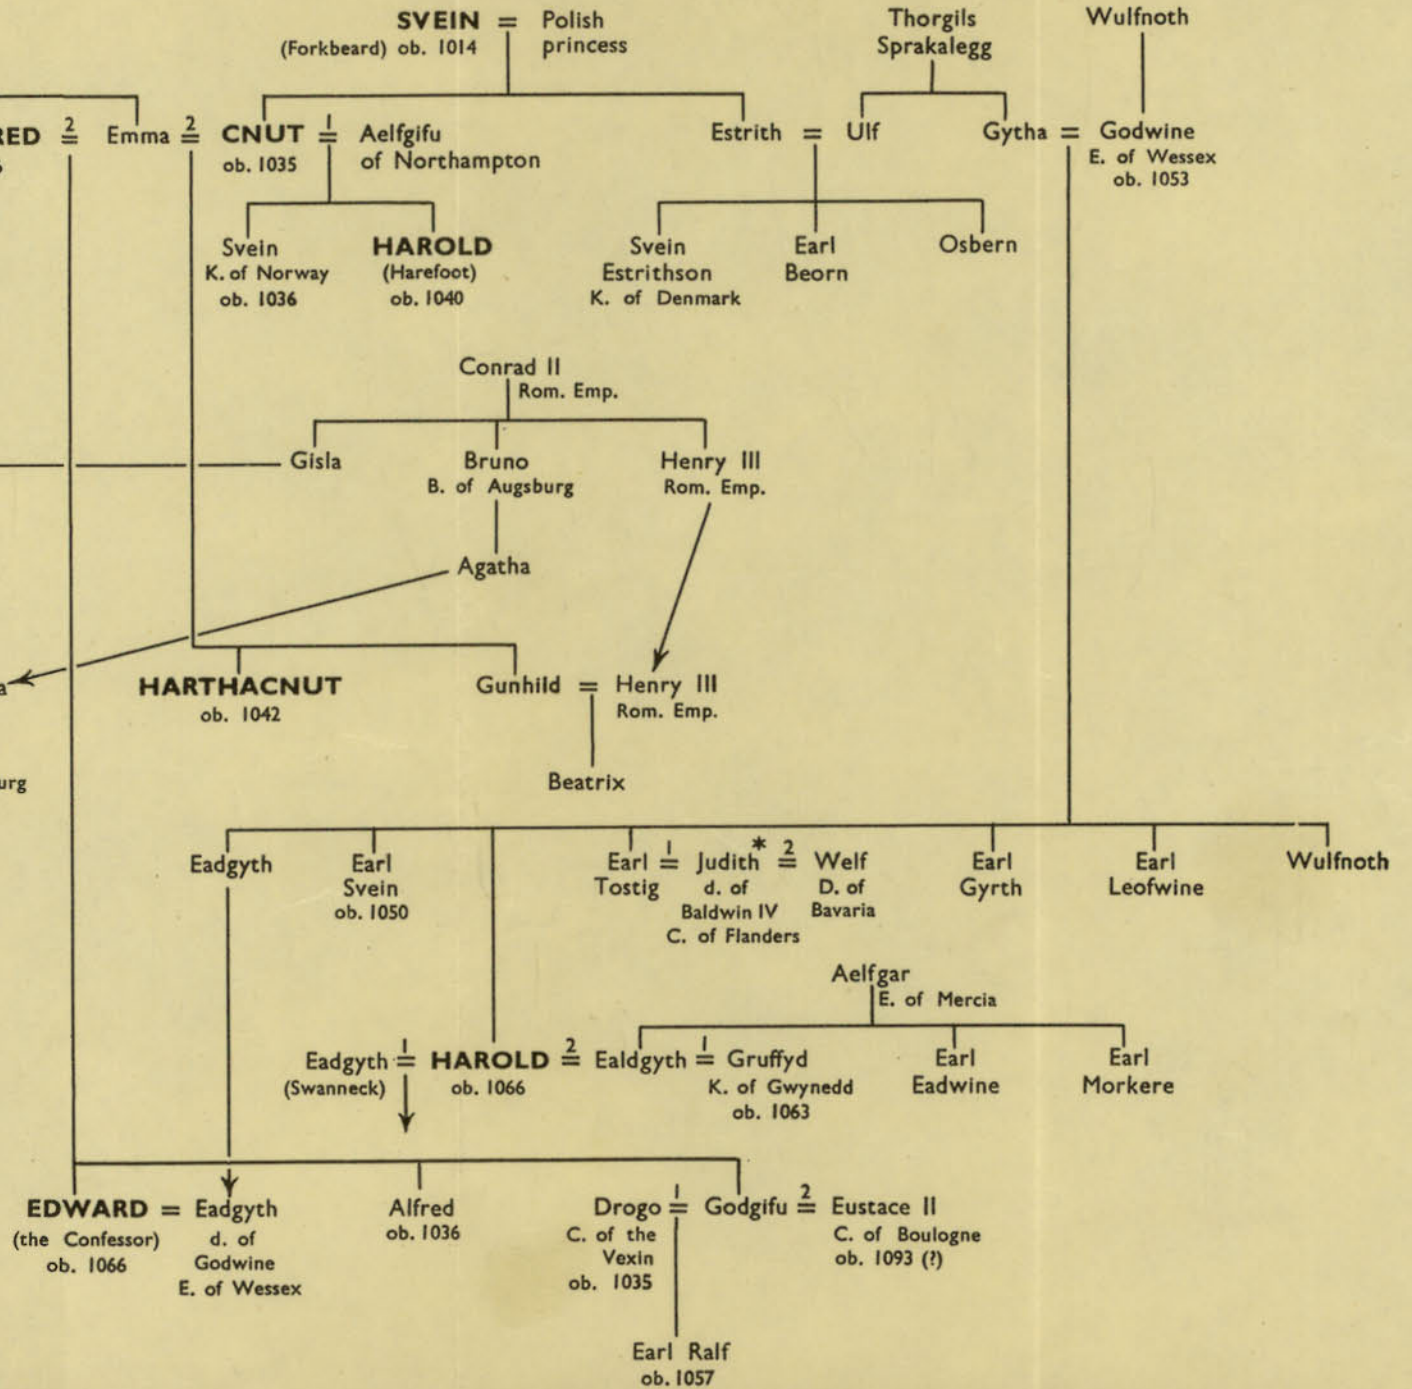 SVEIN = Polish
(Forkbeard) ob. 1014 princess
Thorgils
Sprakalegg
Wulfnoth
RED 2 = Emma 2 = CNUT 1 = Aelfgifu
ob. 1035 of Northampton
Estrith = Ulf
Gytha = Godwine
E. of Wessex
ob. 1053
Svein
K. of Norway
ob. 1036
HAROLD
(Harefoot)
ob. 1040
Svein
Estrithson
K. of Denmark
Earl
Beorn
Osbern
Conrad II
Rom. Emp.
Gisla
Bruno
B. of Augsburg
Henry III
Rom. Emp.
Agatha
a
HARTHACNUT
ob. 1042
Gunhild = Henry III
Rom. Emp.
urg
Beatrix
Eadgyth
Earl
Svein
ob. 1050
Earl 1 = Judith* 2 = Welf
Tostig d. of D. of
Baldwin IV Bavaria
C. of Flanders
Earl
Gyrth
Earl
Leofwine
Wulfnoth
Aelfgar
E. of Mercia
Eadgyth 1 = HAROLD 2 = Ealdgyth 1 = Gruffyd
(Swanneck) ob. 1066 K. of Gwynedd
ob. 1063
Earl
Eadwine
Earl
Morkere
EDWARD = Eadgyth
(the Confessor) d. of
ob. 1066 Godwine
E. of Wessex
Alfred
ob. 1036
Drogo 1 = Godgifu 2 = Eustace II
C. of the C. of Boulogne
Vexin ob. 1093 (?)
ob. 1035
Earl Ralf
ob. 1057